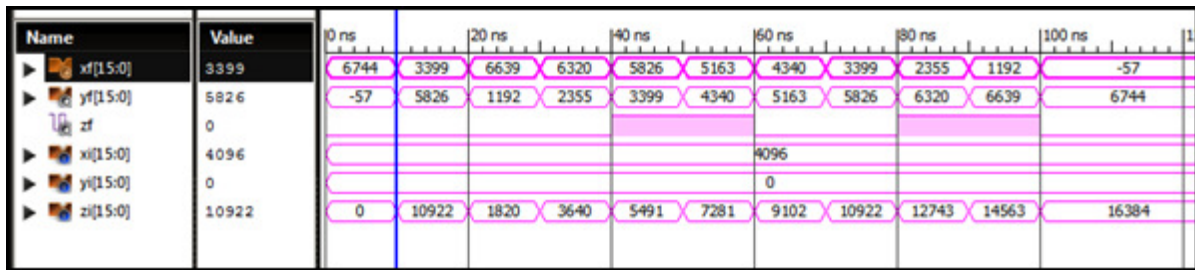 Name Value 0 ns 20 ns 40 ns 60 ns 80 ns 100 ns 1
xf[15:0] 3399 6744 3399 6639 6320 5826 5163 4340 3399 2355 1192 -57
yf[15:0] 5826 -57 5826 1192 2355 3399 4340 5163 5826 6320 6639 6744
zf 0
xi[15:0] 4096 4096
yi[15:0] 0 0
zi[15:0] 10922 0 10922 1820 3640 5491 7281 9102 10922 12743 14563 16384